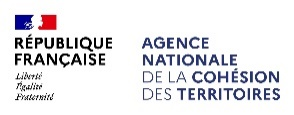 RÉPUBLIQUE
FRANÇAISE
Liberté
Égalité
Fraternité
AGENCE
NATIONALE
DE LA COHÉSION
DES TERRITOIRES